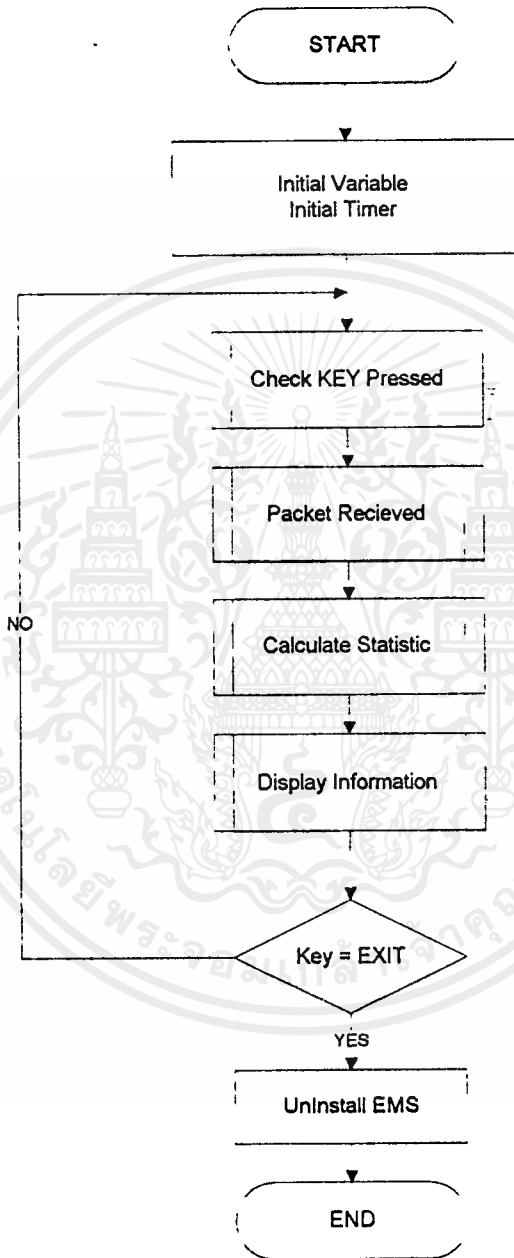 START
Initial Variable
Initial Timer
Check KEY Pressed
Packet Recieved
NO
Calculate Statistic
Display Information
Key = EXIT
YES
UnInstall EMS
END